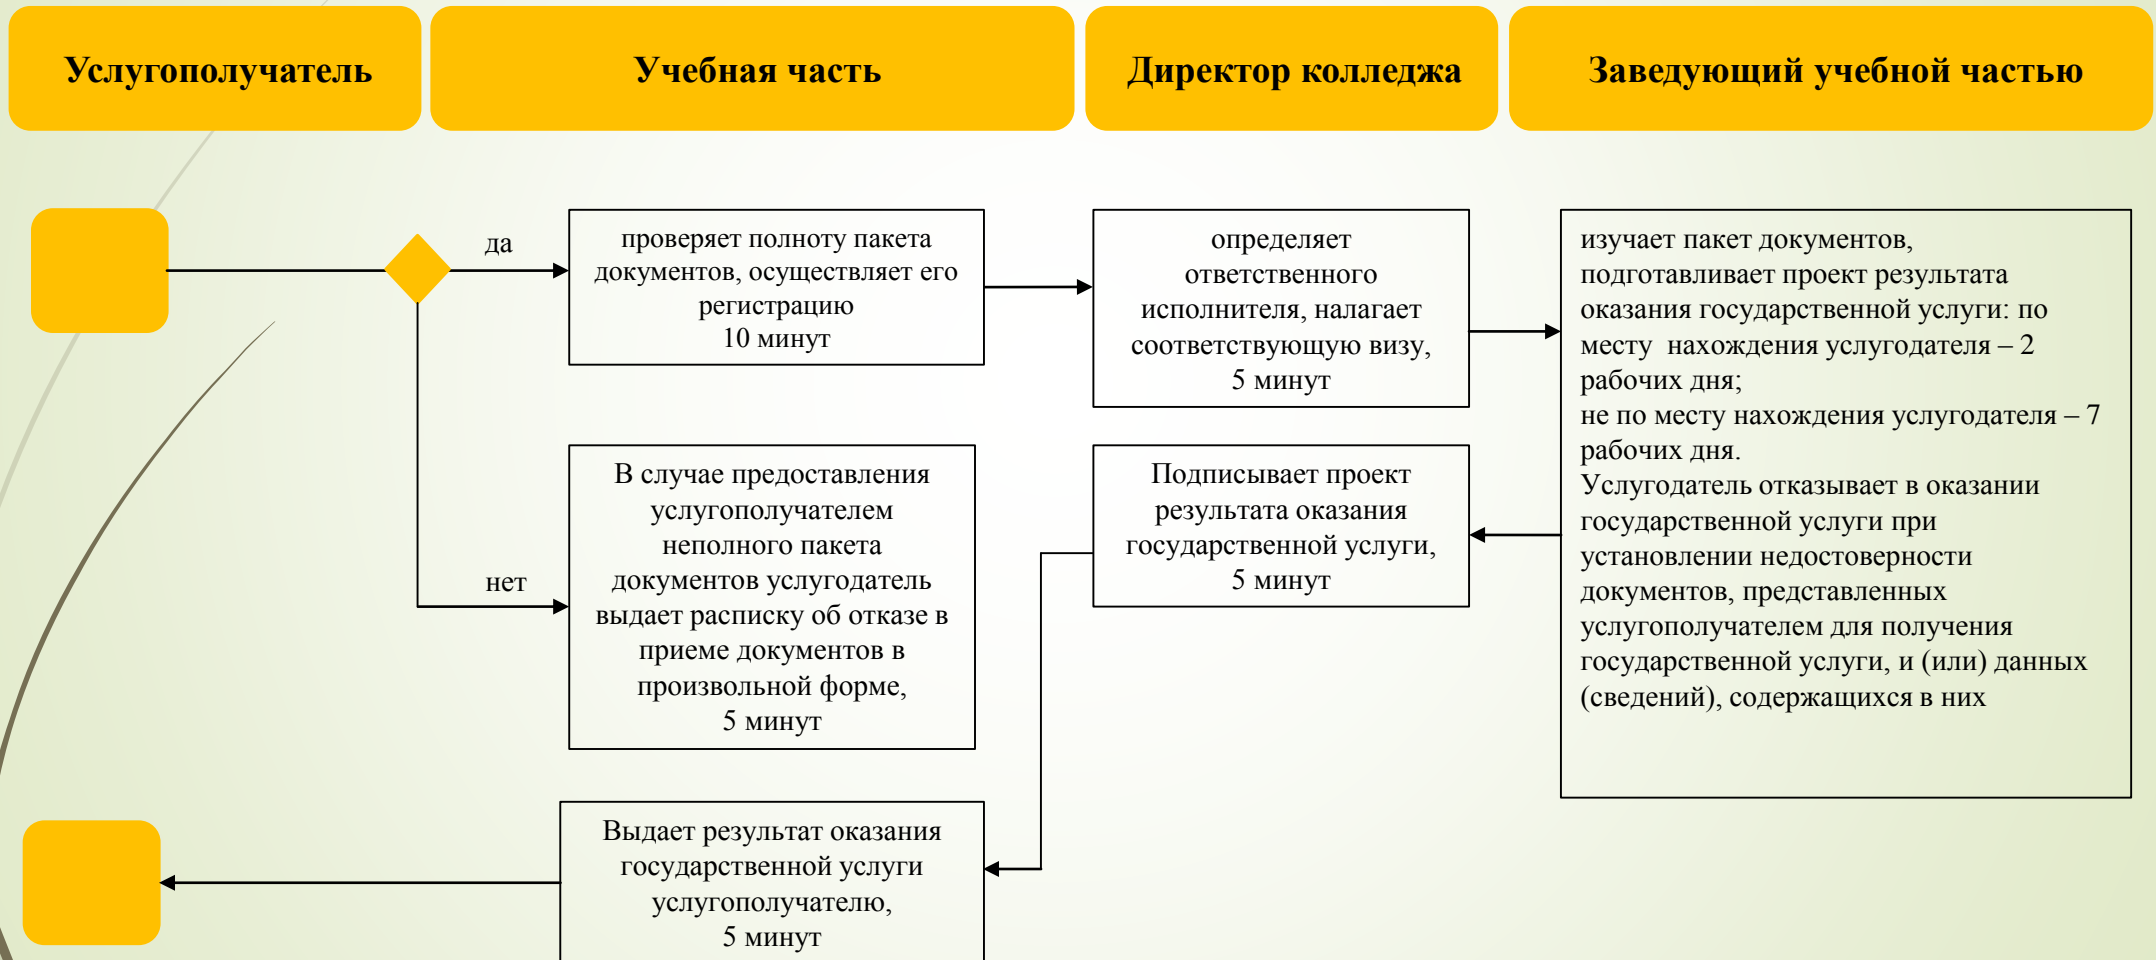 Услугополучатель
Учебная часть
Директор колледжа
Заведующий учебной частью
да
проверяет полноту пакета
документов, осуществляет его
регистрацию
10 минут
определяет
ответственного
исполнителя, налагает
соответствующую визу,
5 минут
изучает пакет документов,
подготавливает проект результата
оказания государственной услуги: по
месту нахождения услугодателя – 2
рабочих дня;
не по месту нахождения услугодателя – 7
рабочих дня.
Услугодатель отказывает в оказании
государственной услуги при
установлении недостоверности
документов, представленных
услугополучателем для получения
государственной услуги, и (или) данных
(сведений), содержащихся в них
нет
В случае предоставления
услугополучателем
неполного пакета
документов услугодатель
выдает расписку об отказе в
приеме документов в
произвольной форме,
5 минут
Подписывает проект
результата оказания
государственной услуги,
5 минут
Выдает результат оказания
государственной услуги
услугополучателю,
5 минут